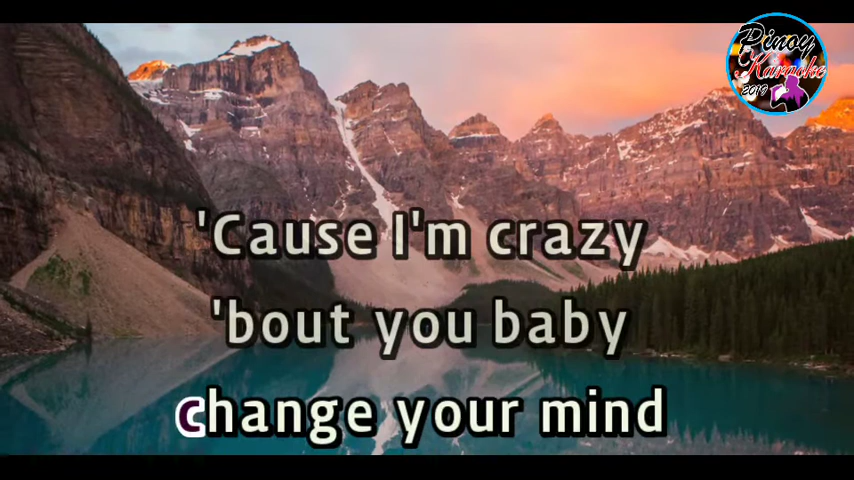 Pinoy
Karaoke
2019
'Cause I'm crazy
'bout you baby
change your mind